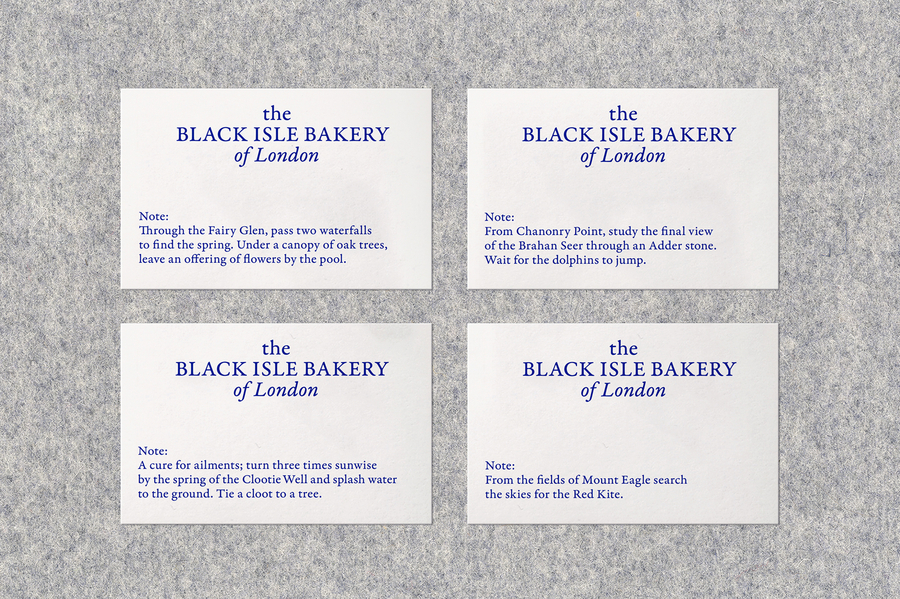 the
BLACK ISLE BAKERY
of London
Note:
Through the Fairy Glen, pass two waterfalls
to find the spring. Under a canopy of oak trees,
leave an offering of flowers by the pool.
the
BLACK ISLE BAKERY
of London
Note:
From Chanonry Point, study the final view
of the Brahan Seer through an Adder stone.
Wait for the dolphins to jump.
the
BLACK ISLE BAKERY
of London
Note:
A cure for ailments; turn three times sunwise
by the spring of the Clootie Well and splash water
to the ground. Tie a cloot to a tree.
the
BLACK ISLE BAKERY
of London
Note:
From the fields of Mount Eagle search
the skies for the Red Kite.